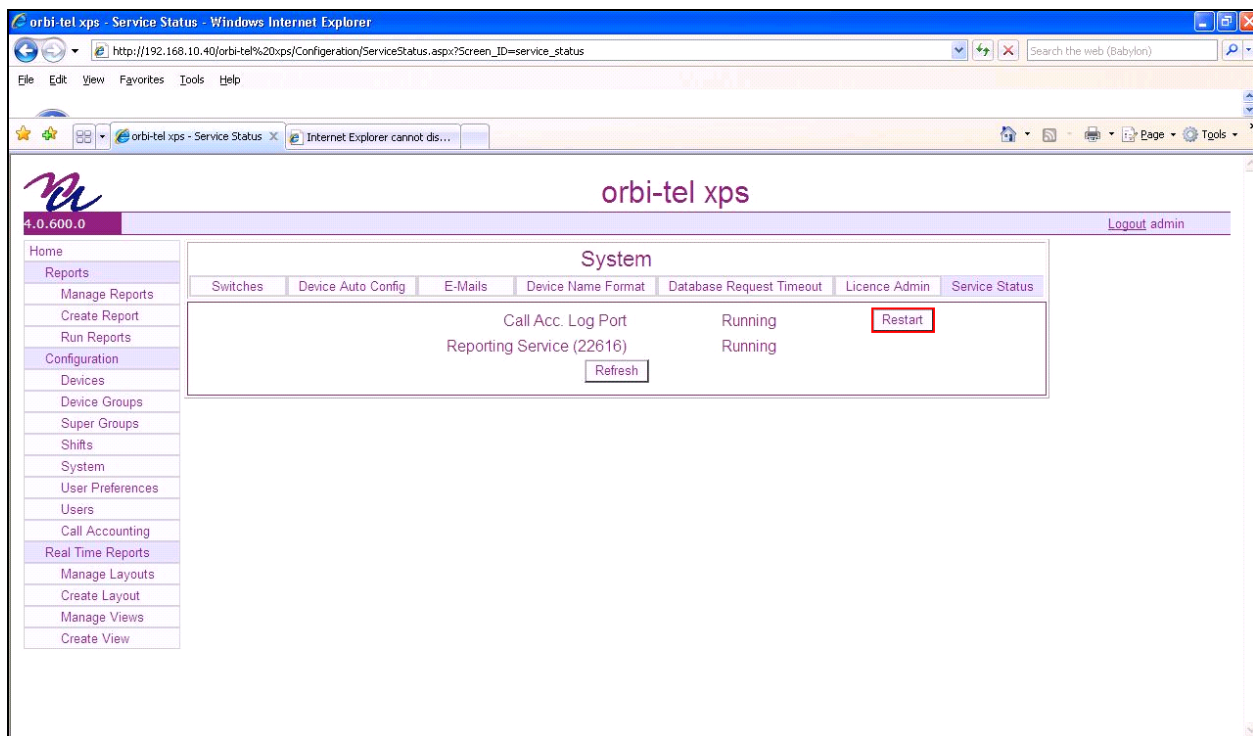 orbi-tel xps - Service Status - Windows Internet Explorer
http://192.168.10.40/orbi-tel%20xps/Configeration/ServiceStatus.aspx?Screen_ID=service_status
Search the web (Babylon)
File Edit View Favorites Tools Help
orbi-tel xps - Service Status
Internet Explorer cannot dis...
Page Tools
orbi-tel xps
4.0.600.0
Logout admin
Home
Reports
Manage Reports
Create Report
Run Reports
Configuration
Devices
Device Groups
Super Groups
Shifts
System
User Preferences
Users
Call Accounting
Real Time Reports
Manage Layouts
Create Layout
Manage Views
Create View
System
Switches Device Auto Config E-Mails Device Name Format Database Request Timeout Licence Admin Service Status
Call Acc. Log Port Running Restart
Reporting Service (22616) Running
Refresh